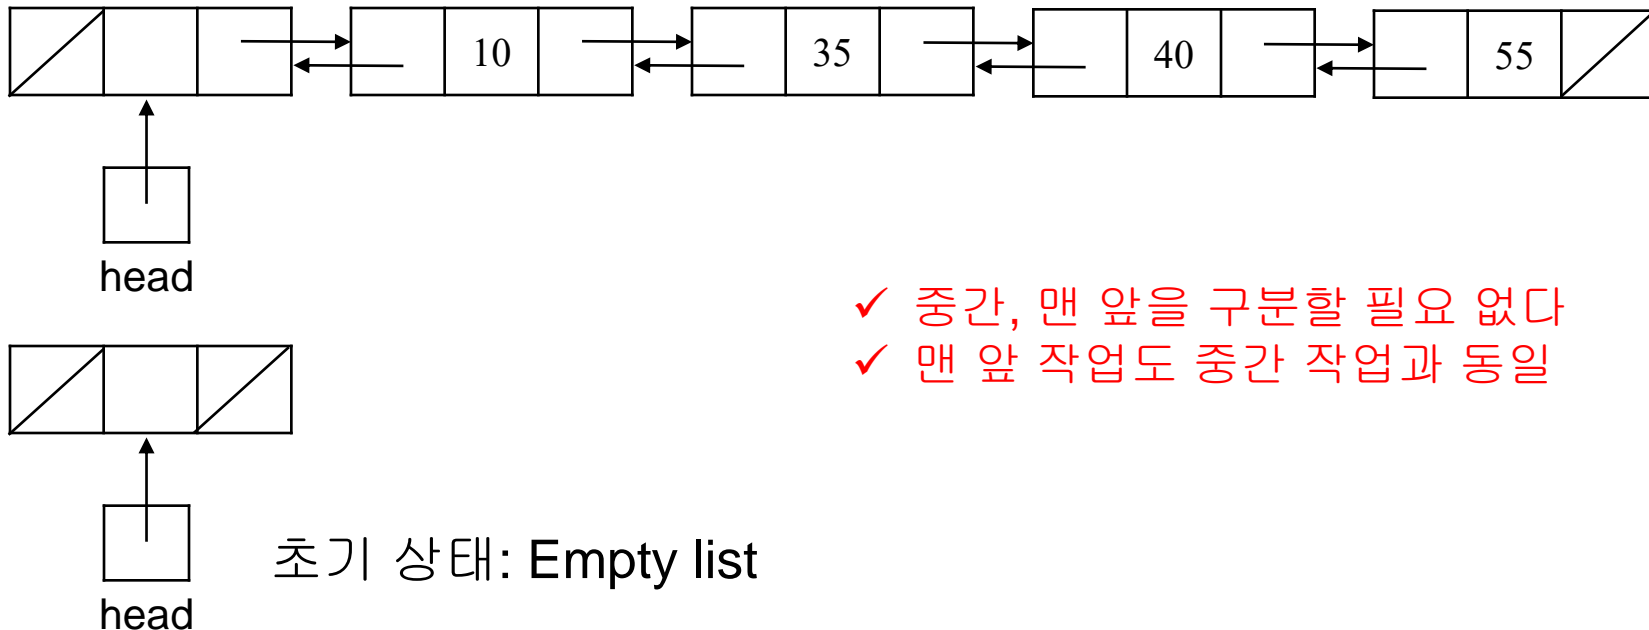 10 35 40 55
head
✓ 중간, 맨 앞을 구분할 필요 없다
✓ 맨 앞 작업도 중간 작업과 동일
초기 상태: Empty list
head